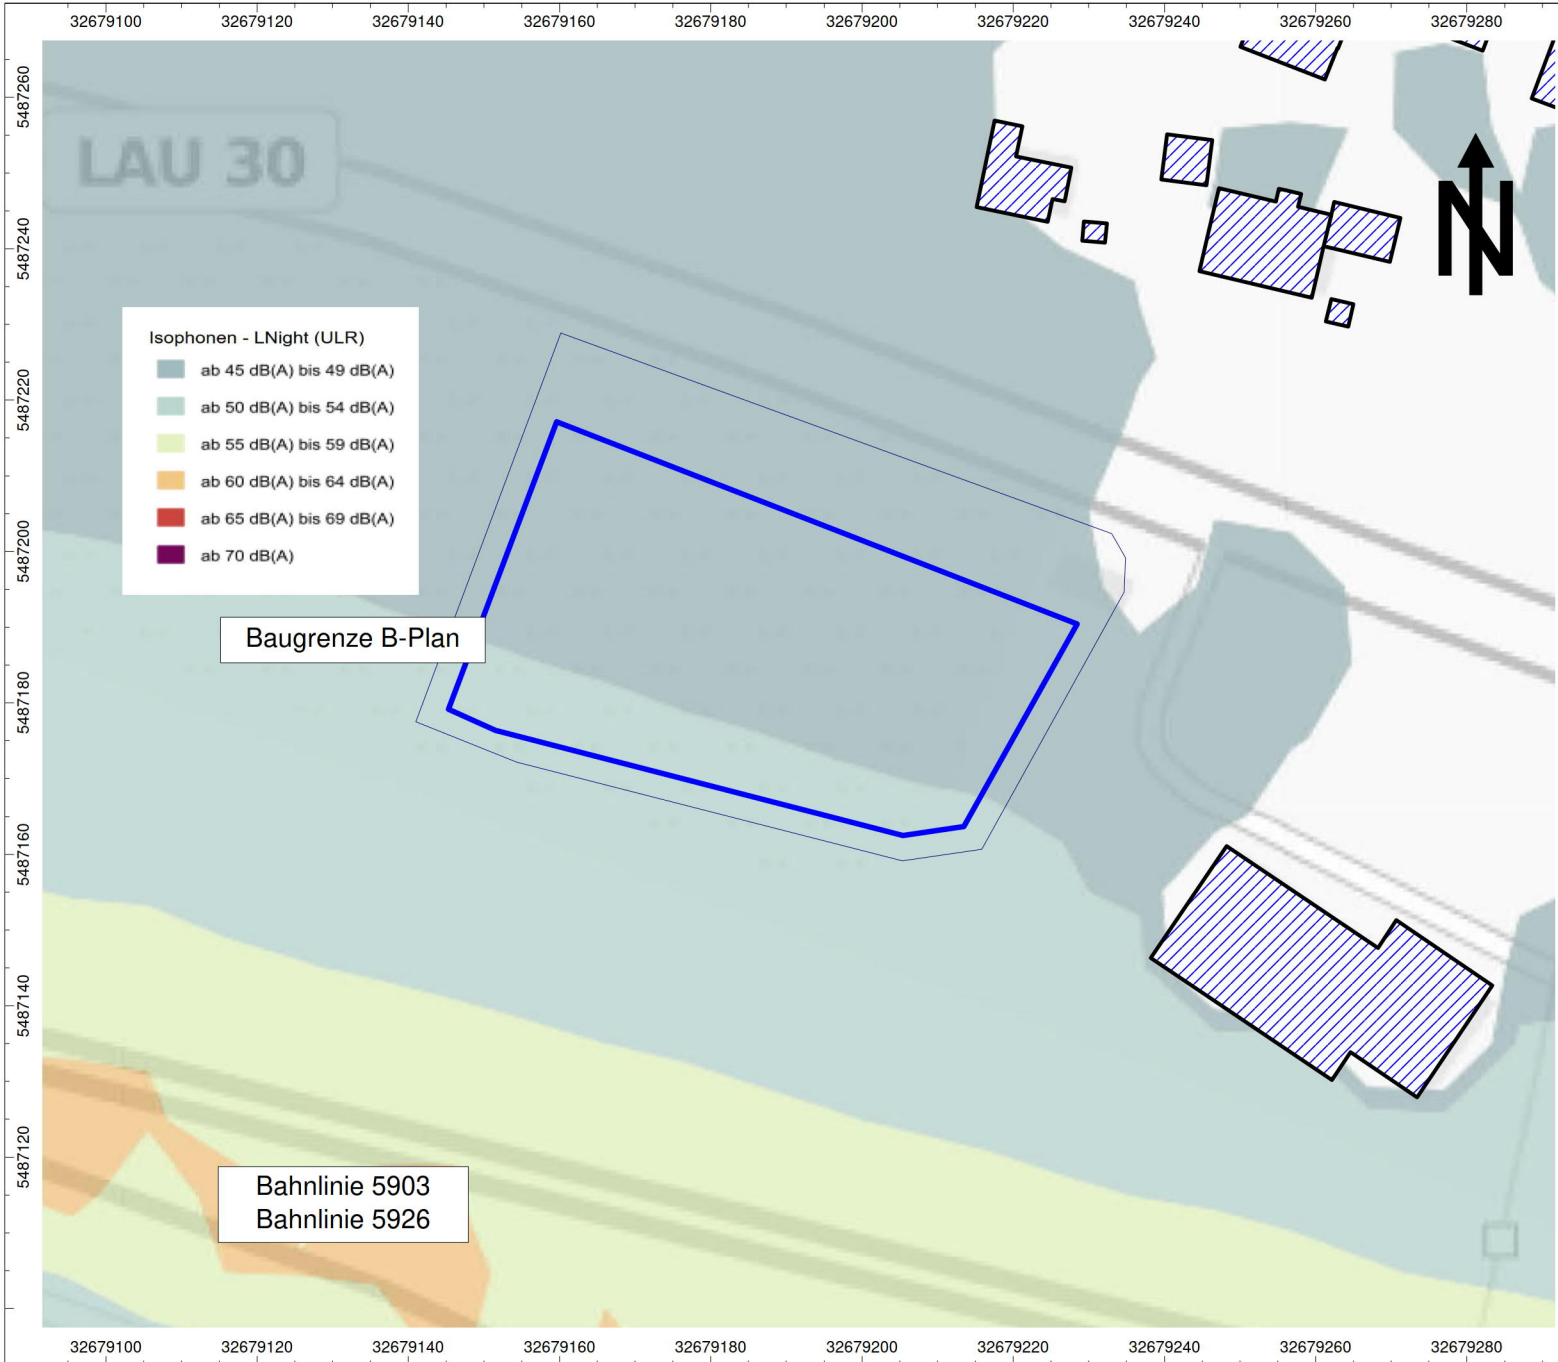 32679100 32679120 32679140 32679160 32679180 32679200 32679220 32679240 32679260 32679280
5487260
5487240
5487220
5487200
5487180
5487160
5487140
5487120
LAU 30
N
Isophonen - LNight (ULR)
ab 45 dB(A) bis 49 dB(A)
ab 50 dB(A) bis 54 dB(A)
ab 55 dB(A) bis 59 dB(A)
ab 60 dB(A) bis 64 dB(A)
ab 65 dB(A) bis 69 dB(A)
ab 70 dB(A)
Baugrenze B-Plan
Bahnlinie 5903
Bahnlinie 5926
32679100 32679120 32679140 32679160 32679180 32679200 32679220 32679240 32679260 32679280